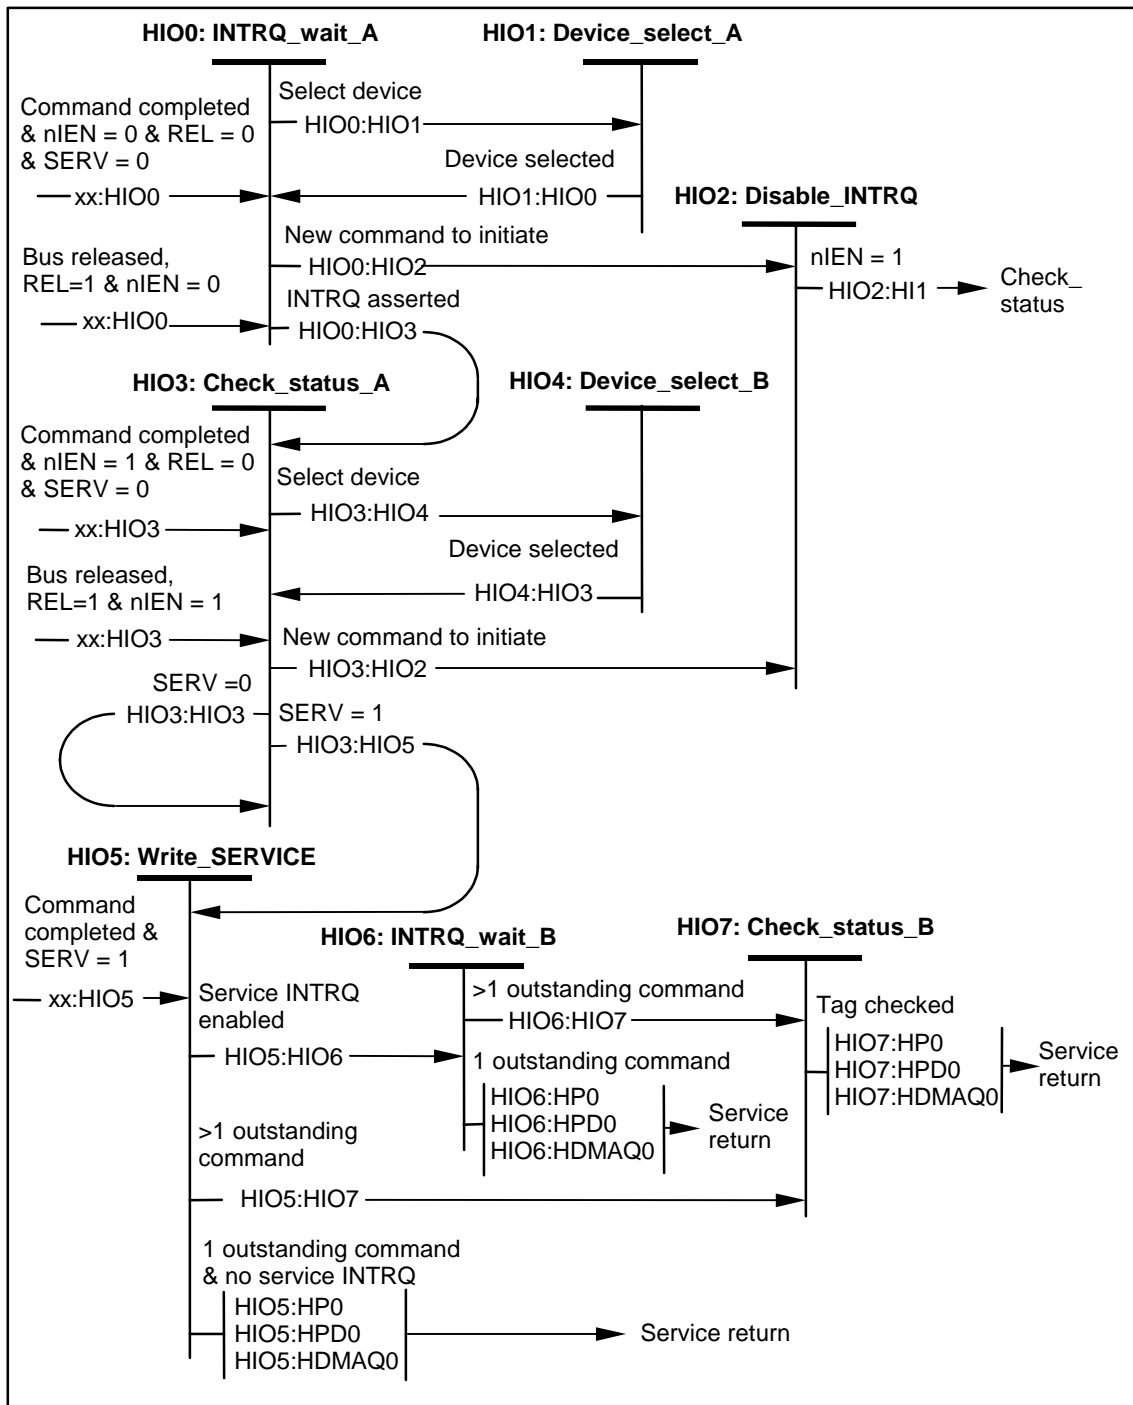 HIO0: INTRQ_wait_A
HIO1: Device_select_A
Select device
Command completed
& nIEN = 0 & REL = 0
& SERV = 0
HIO0:HIO1
Device selected
xx:HIO0
HIO1:HIO0
HIO2: Disable_INTRQ
New command to initiate
Bus released,
REL=1 & nIEN = 0
HIO0:HIO2
nIEN = 1
HIO2:HI1
Check_
status
INTRQ asserted
xx:HIO0
HIO0:HIO3
HIO3: Check_status_A
HIO4: Device_select_B
Command completed
& nIEN = 1 & REL = 0
& SERV = 0
Select device
HIO3:HIO4
xx:HIO3
Device selected
Bus released,
REL=1 & nIEN = 1
HIO4:HIO3
xx:HIO3
New command to initiate
HIO3:HIO2
SERV =0
HIO3:HIO3
SERV = 1
HIO3:HIO5
HIO5: Write_SERVICE
Command
completed &
SERV = 1
HIO6: INTRQ_wait_B
HIO7: Check_status_B
xx:HIO5
Service INTRQ
enabled
>1 outstanding command
HIO6:HIO7
Tag checked
HIO5:HIO6
1 outstanding command
HIO7:HP0
HIO7:HPD0
HIO7:HDMAQ0
Service
return
HIO6:HP0
HIO6:HPD0
HIO6:HDMAQ0
Service
return
>1 outstanding
command
HIO5:HIO7
1 outstanding command
& no service INTRQ
HIO5:HP0
HIO5:HPD0
HIO5:HDMAQ0
Service return